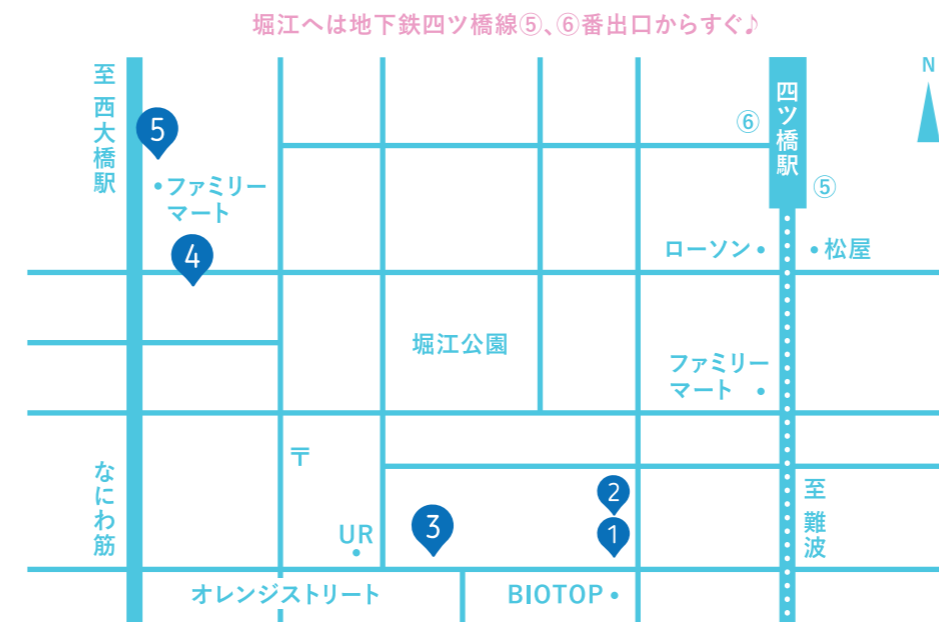 堀江へは地下鉄四ツ橋線⑤、⑥番出口からすぐ♪
至 西大橋駅
5
・ファミリー
マート
4
四ツ橋駅
⑥
⑤
N
ローソン・
・松屋
堀江公園
ファミリー
マート ・
なにわ筋
〒
UR
3
2
1
至 難波
オレンジストリート
BIOTOP・